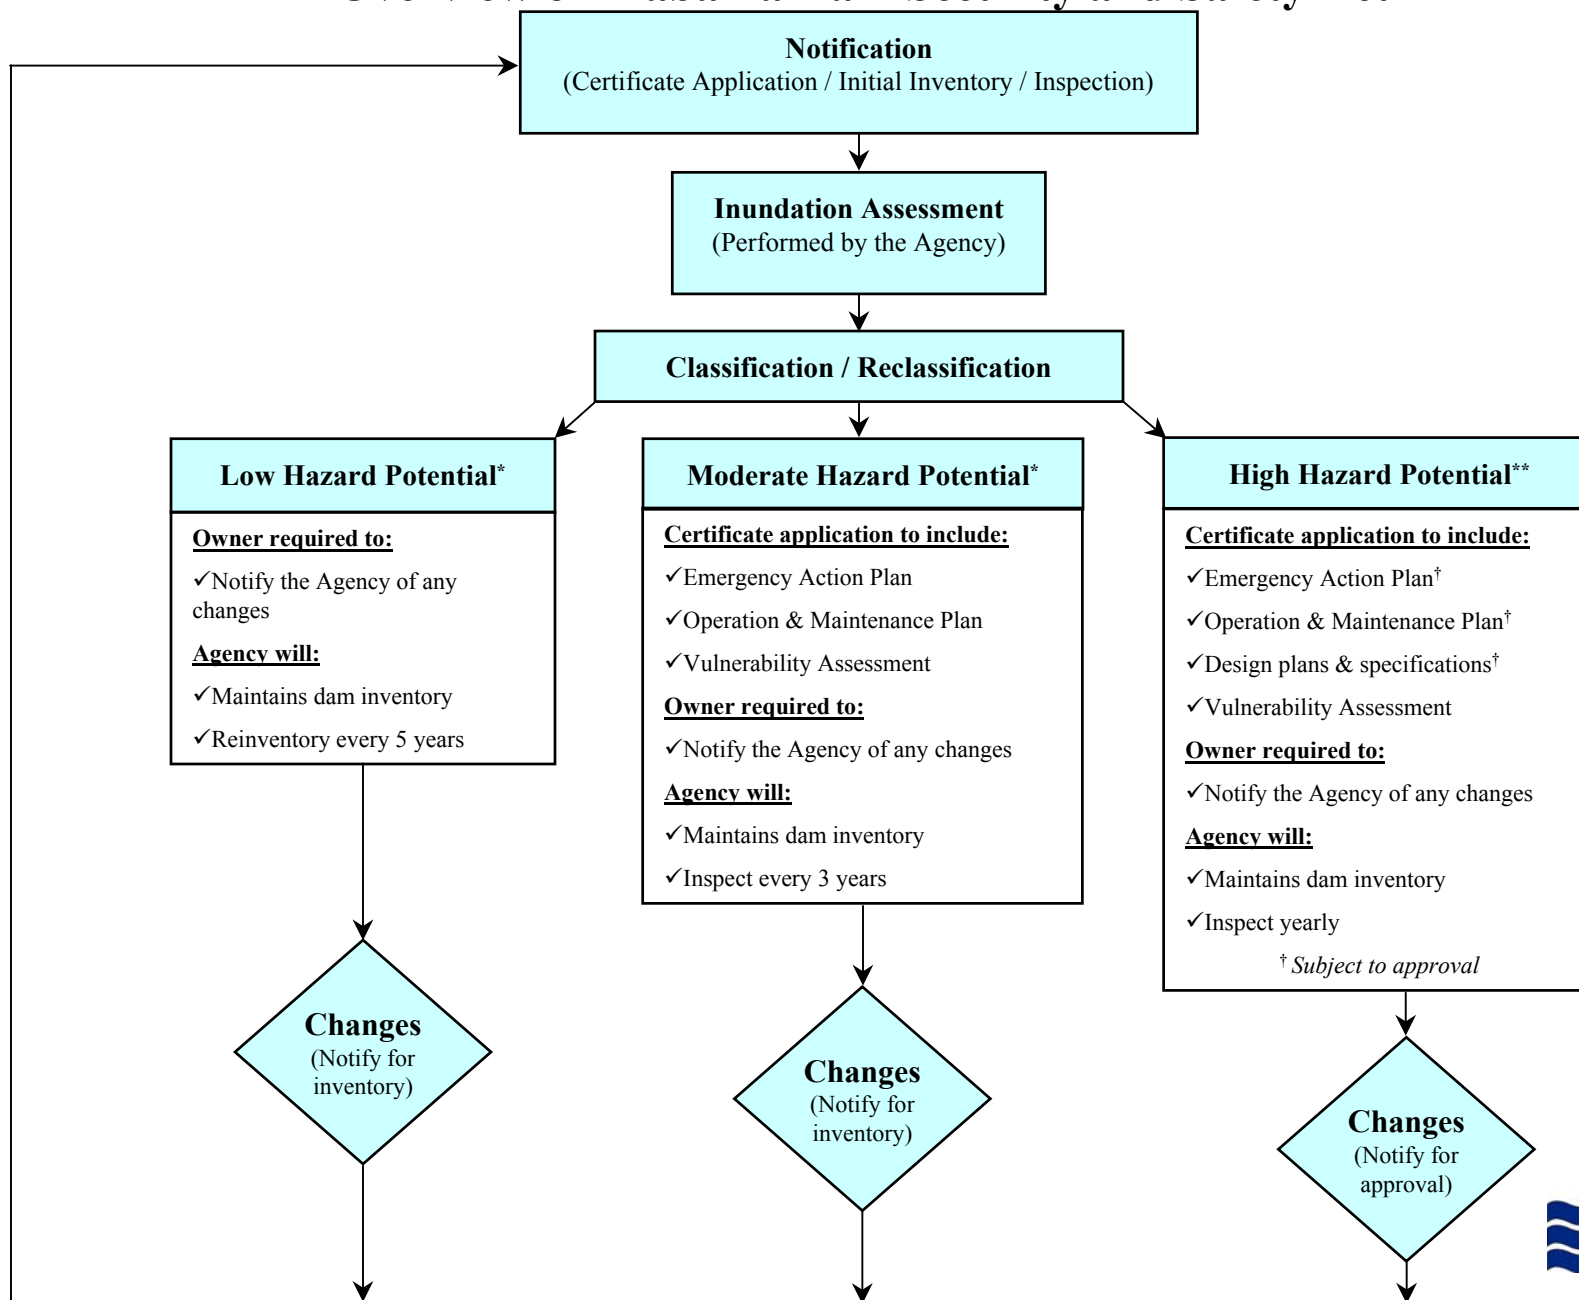 Notification
(Certificate Application / Initial Inventory / Inspection)
Inundation Assessment
(Performed by the Agency)
Classification / Reclassification
Low Hazard Potential*
Owner required to:
✓Notify the Agency of any
changes
Agency will:
✓Maintains dam inventory
✓Reinventory every 5 years
Moderate Hazard Potential*
Certificate application to include:
✓Emergency Action Plan
✓Operation & Maintenance Plan
✓Vulnerability Assessment
Owner required to:
✓Notify the Agency of any changes
Agency will:
✓Maintains dam inventory
✓Inspect every 3 years
High Hazard Potential**
Certificate application to include:
✓Emergency Action Plan†
✓Operation & Maintenance Plan†
✓Design plans & specifications†
✓Vulnerability Assessment
Owner required to:
✓Notify the Agency of any changes
Agency will:
✓Maintains dam inventory
✓Inspect yearly
† Subject to approval
Changes
(Notify for
inventory)
Changes
(Notify for
inventory)
Changes
(Notify for
approval)